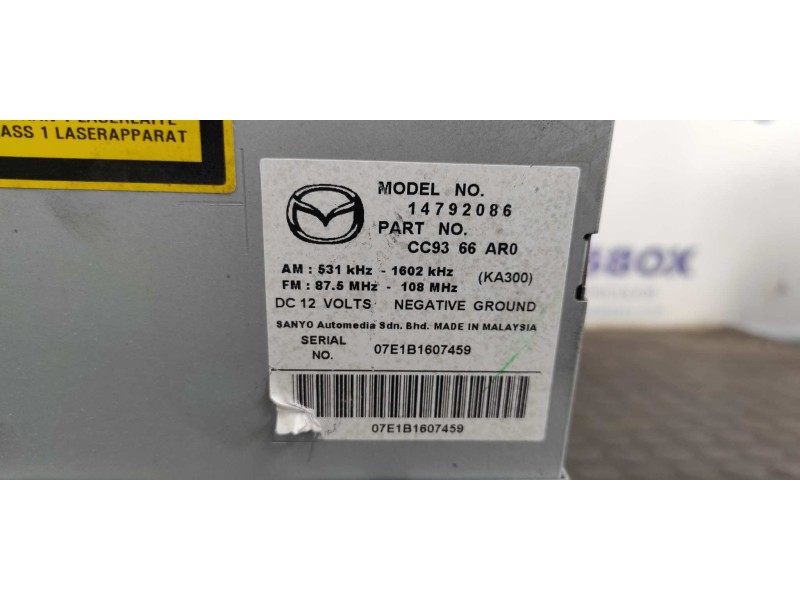 CLASS 1 LASERAPPARAT
MODEL NO.
14792086
PART NO.
CC93 66 AR0
AM : 531 kHz - 1602 kHz
FM : 87.5 MHz - 108 MHz
(KA300)
DC 12 VOLTS NEGATIVE GROUND
SANYO Automedia Sdn. Bhd. MADE IN MALAYSIA
SERIAL
NO.
07E1B1607459
07E1B1607459